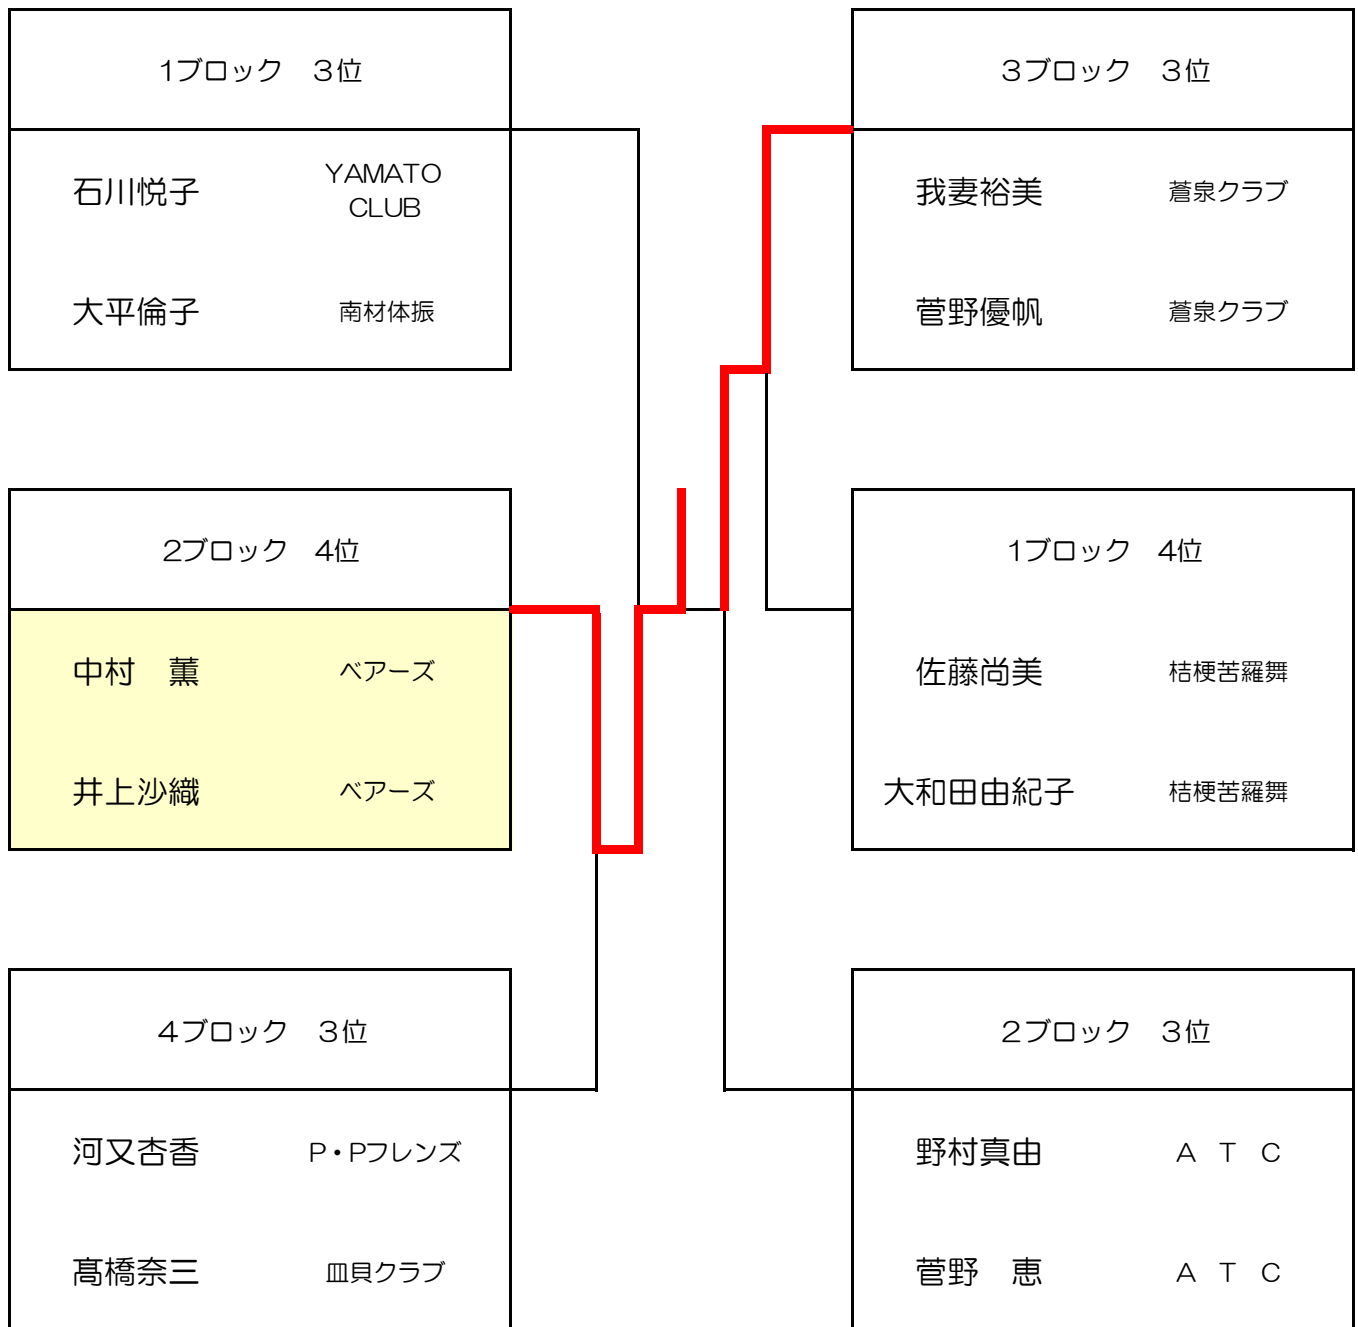 1ブロック　3位
石川悦子　YAMATO
CLUB
大平倫子　南材体振
2ブロック　4位
中村　薫　ベアーズ
井上沙織　ベアーズ
4ブロック　3位
河又杏香　P・Pフレンズ
髙橋奈三　皿貝クラブ
3ブロック　3位
我妻裕美　蒼泉クラブ
菅野優帆　蒼泉クラブ
1ブロック　4位
佐藤尚美　桔梗苦羅舞
大和田由紀子　桔梗苦羅舞
2ブロック　3位
野村真由　A　T　C
菅野　恵　A　T　C